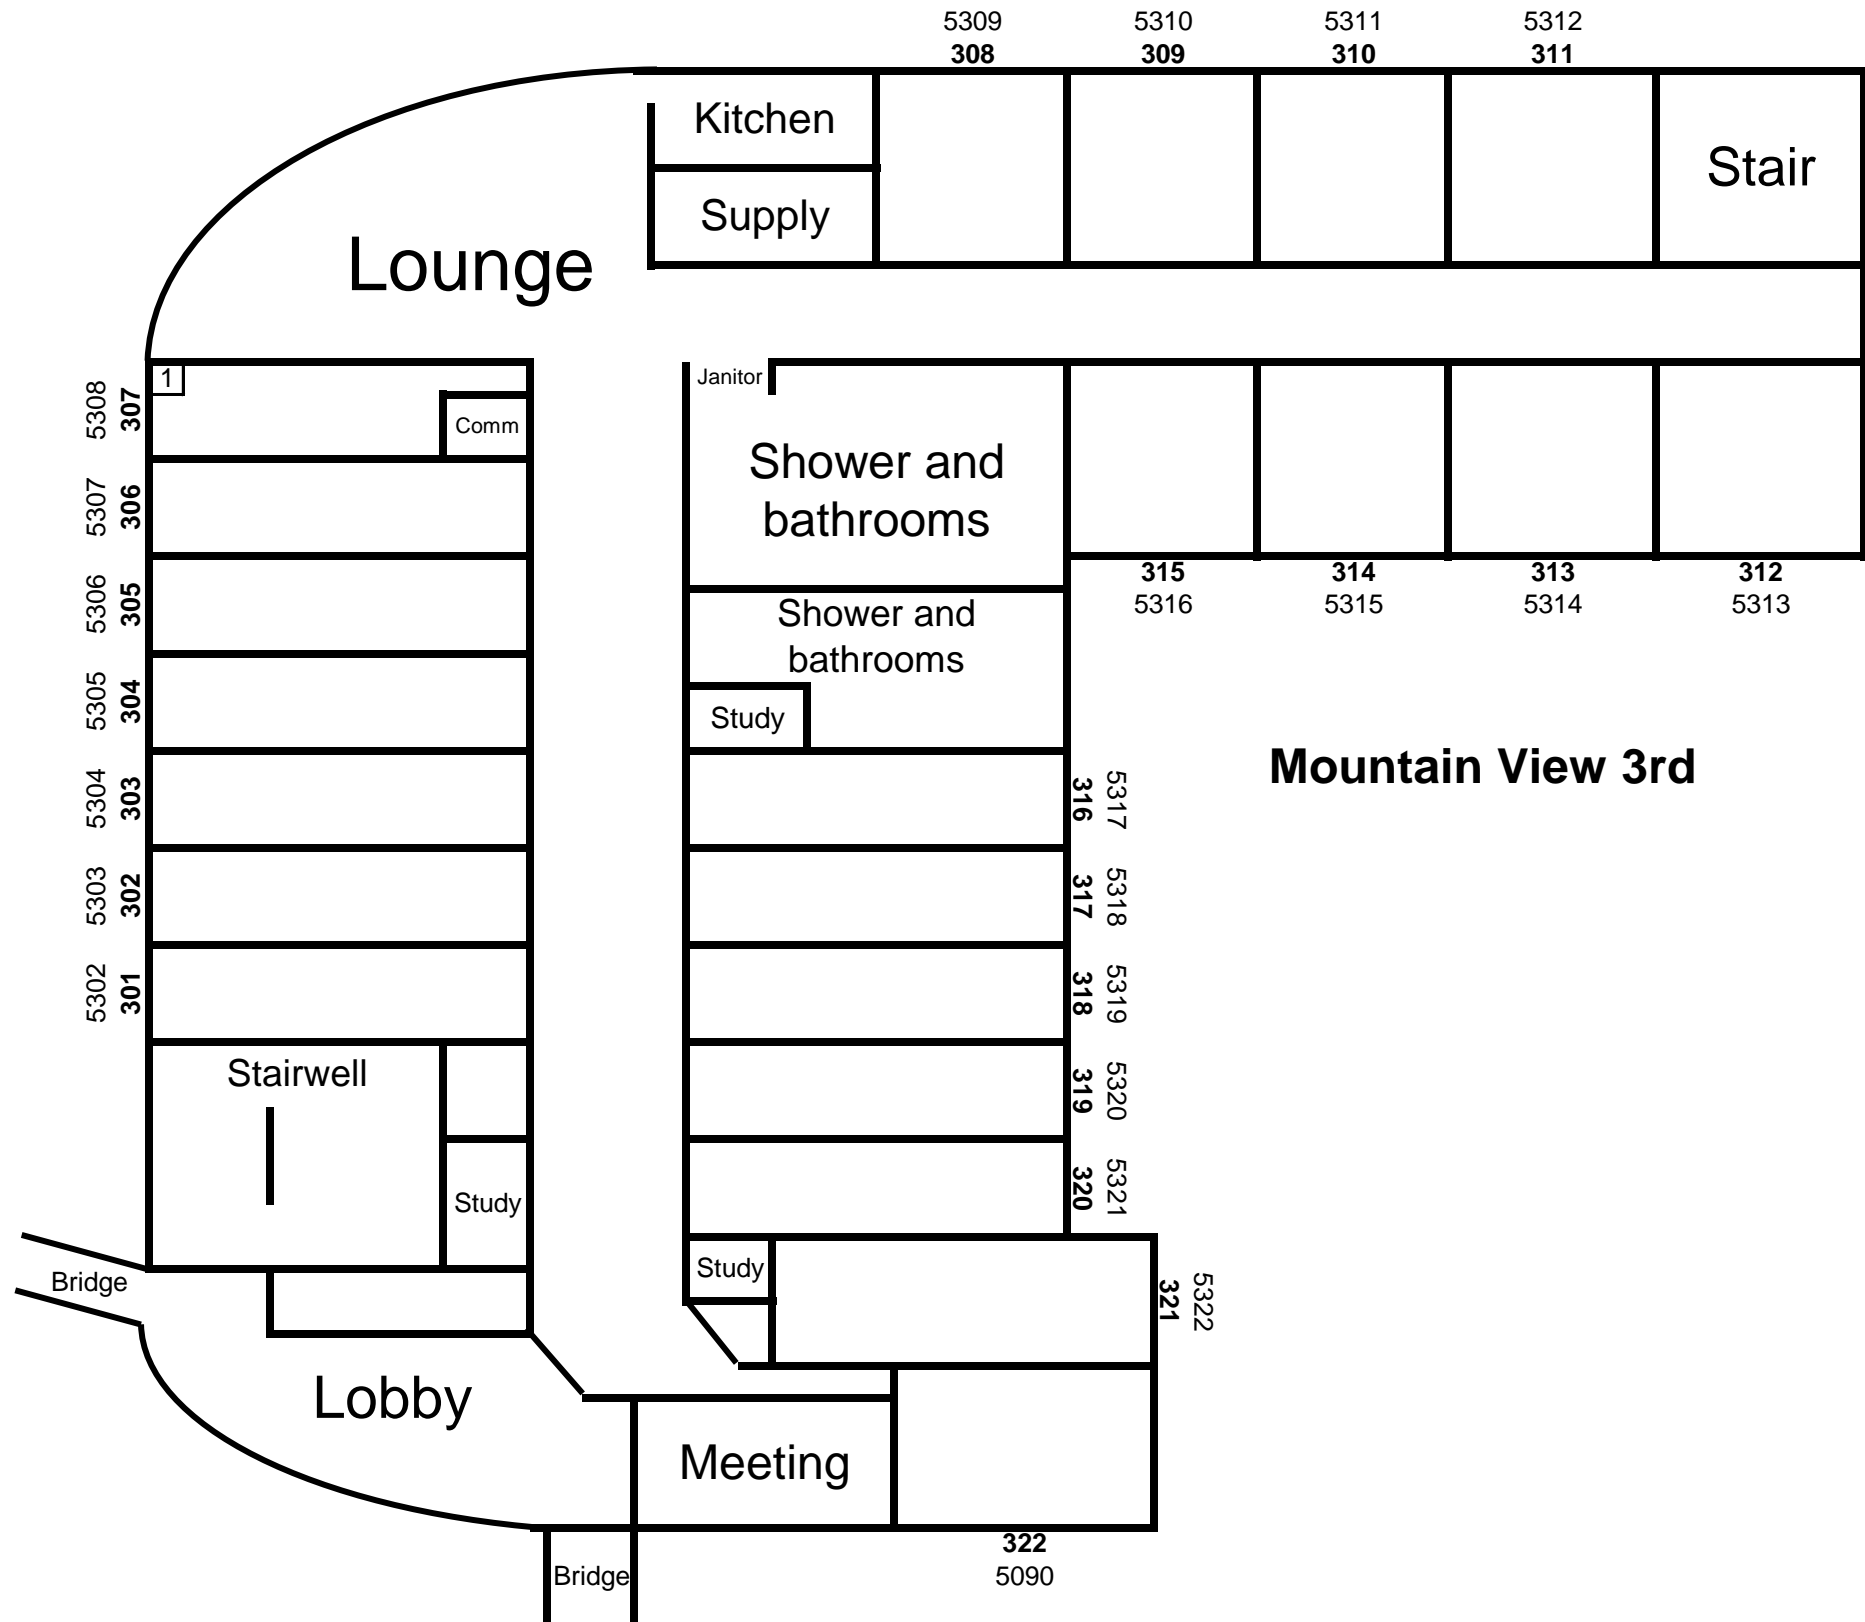 5309 5310 5311 5312
308 309 310 311
Kitchen
Stair
Supply
Lounge
1
Janitor
5308
307
Comm
Shower and
bathrooms
5307
306
315 314 313 312
5316 5315 5314 5313
5306
305
Shower and
bathrooms
5305
304
Study
Mountain View 3rd
5304
303
316
5317
5303
302
317
5318
5302
301
318
5319
Stairwell
319
5320
Study
320
5321
Bridge
Study
321
5322
Lobby
Meeting
322
5090
Bridge